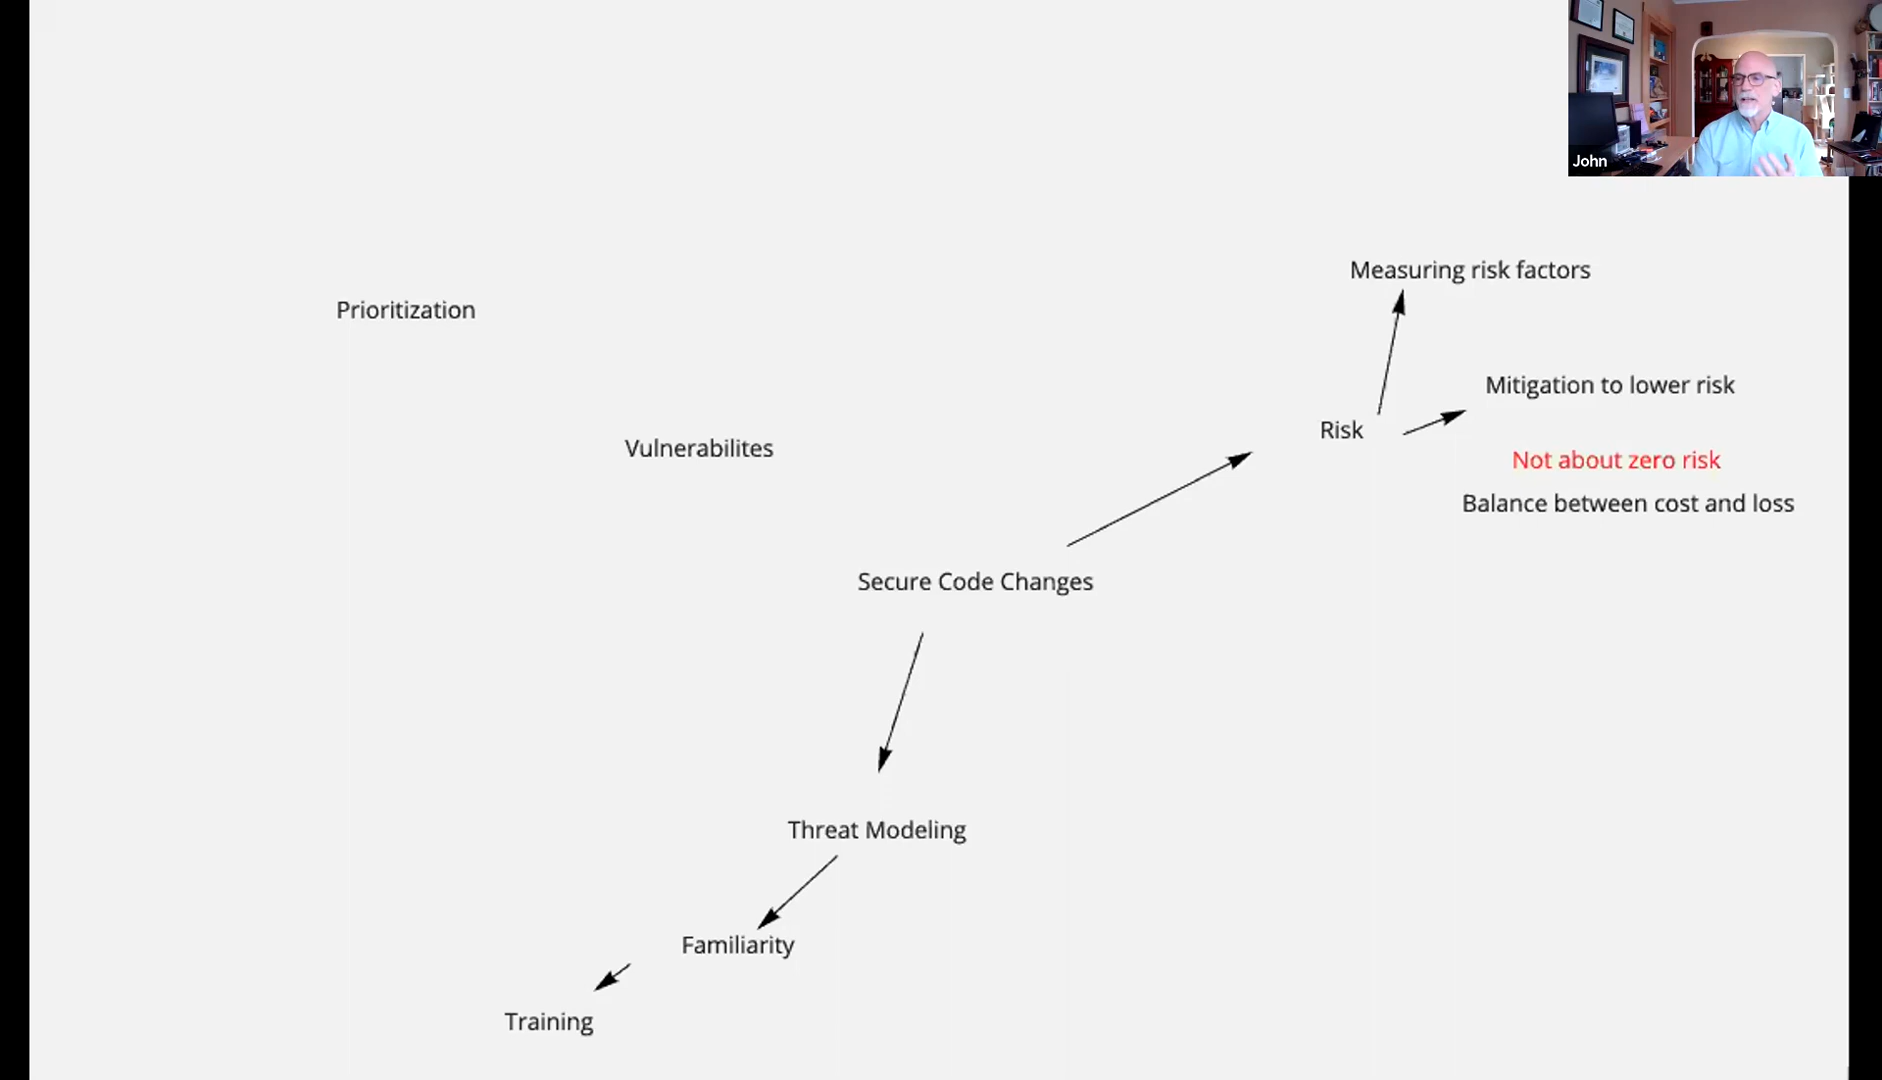 John
Measuring risk factors
Prioritization
Mitigation to lower risk
Risk
Vulnerabilites
Not about zero risk
Balance between cost and loss
Secure Code Changes
Threat Modeling
Familiarity
Training